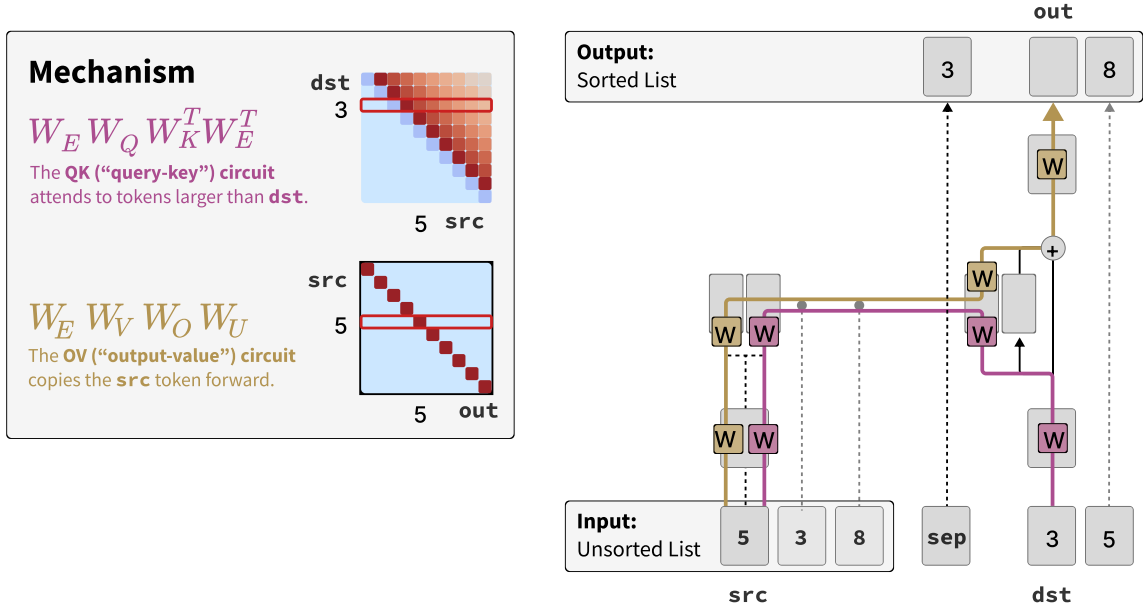 Mechanism
W_E W_Q W_K^T W_E^T
The QK (“query-key”) circuit
attends to tokens larger than dst.
dst
3
5 src
W_E W_V W_O W_U
The OV (“output-value”) circuit
copies the src token forward.
src
5
5 out
out
Output:
Sorted List
3 8
W
+
W
W W W
W W W
Input:
Unsorted List
5 3 8 sep 3 5
src dst